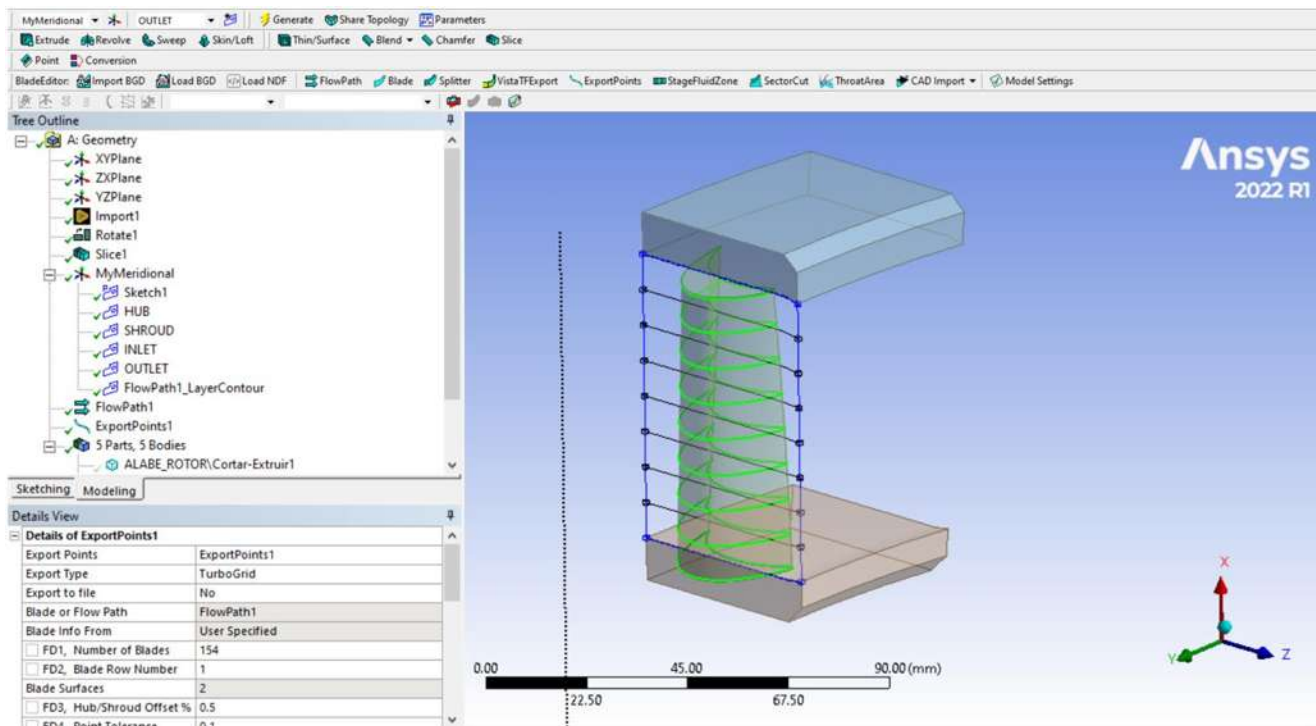 MyMeridional OUTLET Generate Share Topology Parameters
Extrude Revolve Sweep Skin/Loft Thin/Surface Blend Chamfer Slice
Point Conversion
BladeEditor: Import BGD Load BGD Load NDF FlowPath Blade Splitter VistaTFExport ExportPoints StageFluidZone SectorCut ThroatArea CAD Import Model Settings
Tree Outline
A: Geometry
XYPlane
ZXPlane
YZPlane
Import1
Rotate1
Slice1
MyMeridional
Sketch1
HUB
SHROUD
INLET
OUTLET
FlowPath1_LayerContour
FlowPath1
ExportPoints1
5 Parts, 5 Bodies
ALABE_ROTOR\Cortar-Extruir1
Sketching Modeling
Details View
Details of ExportPoints1
Export Points ExportPoints1
Export Type TurboGrid
Export to file No
Blade or Flow Path FlowPath1
Blade Info From User Specified
FD1, Number of Blades 154
FD2, Blade Row Number 1
Blade Surfaces 2
FD3, Hub/Shroud Offset % 0.5
FD4, Point Tolerance 0.1
Ansys
2022 R1
0.00 45.00 90.00 (mm)
22.50 67.50
X
Y Z